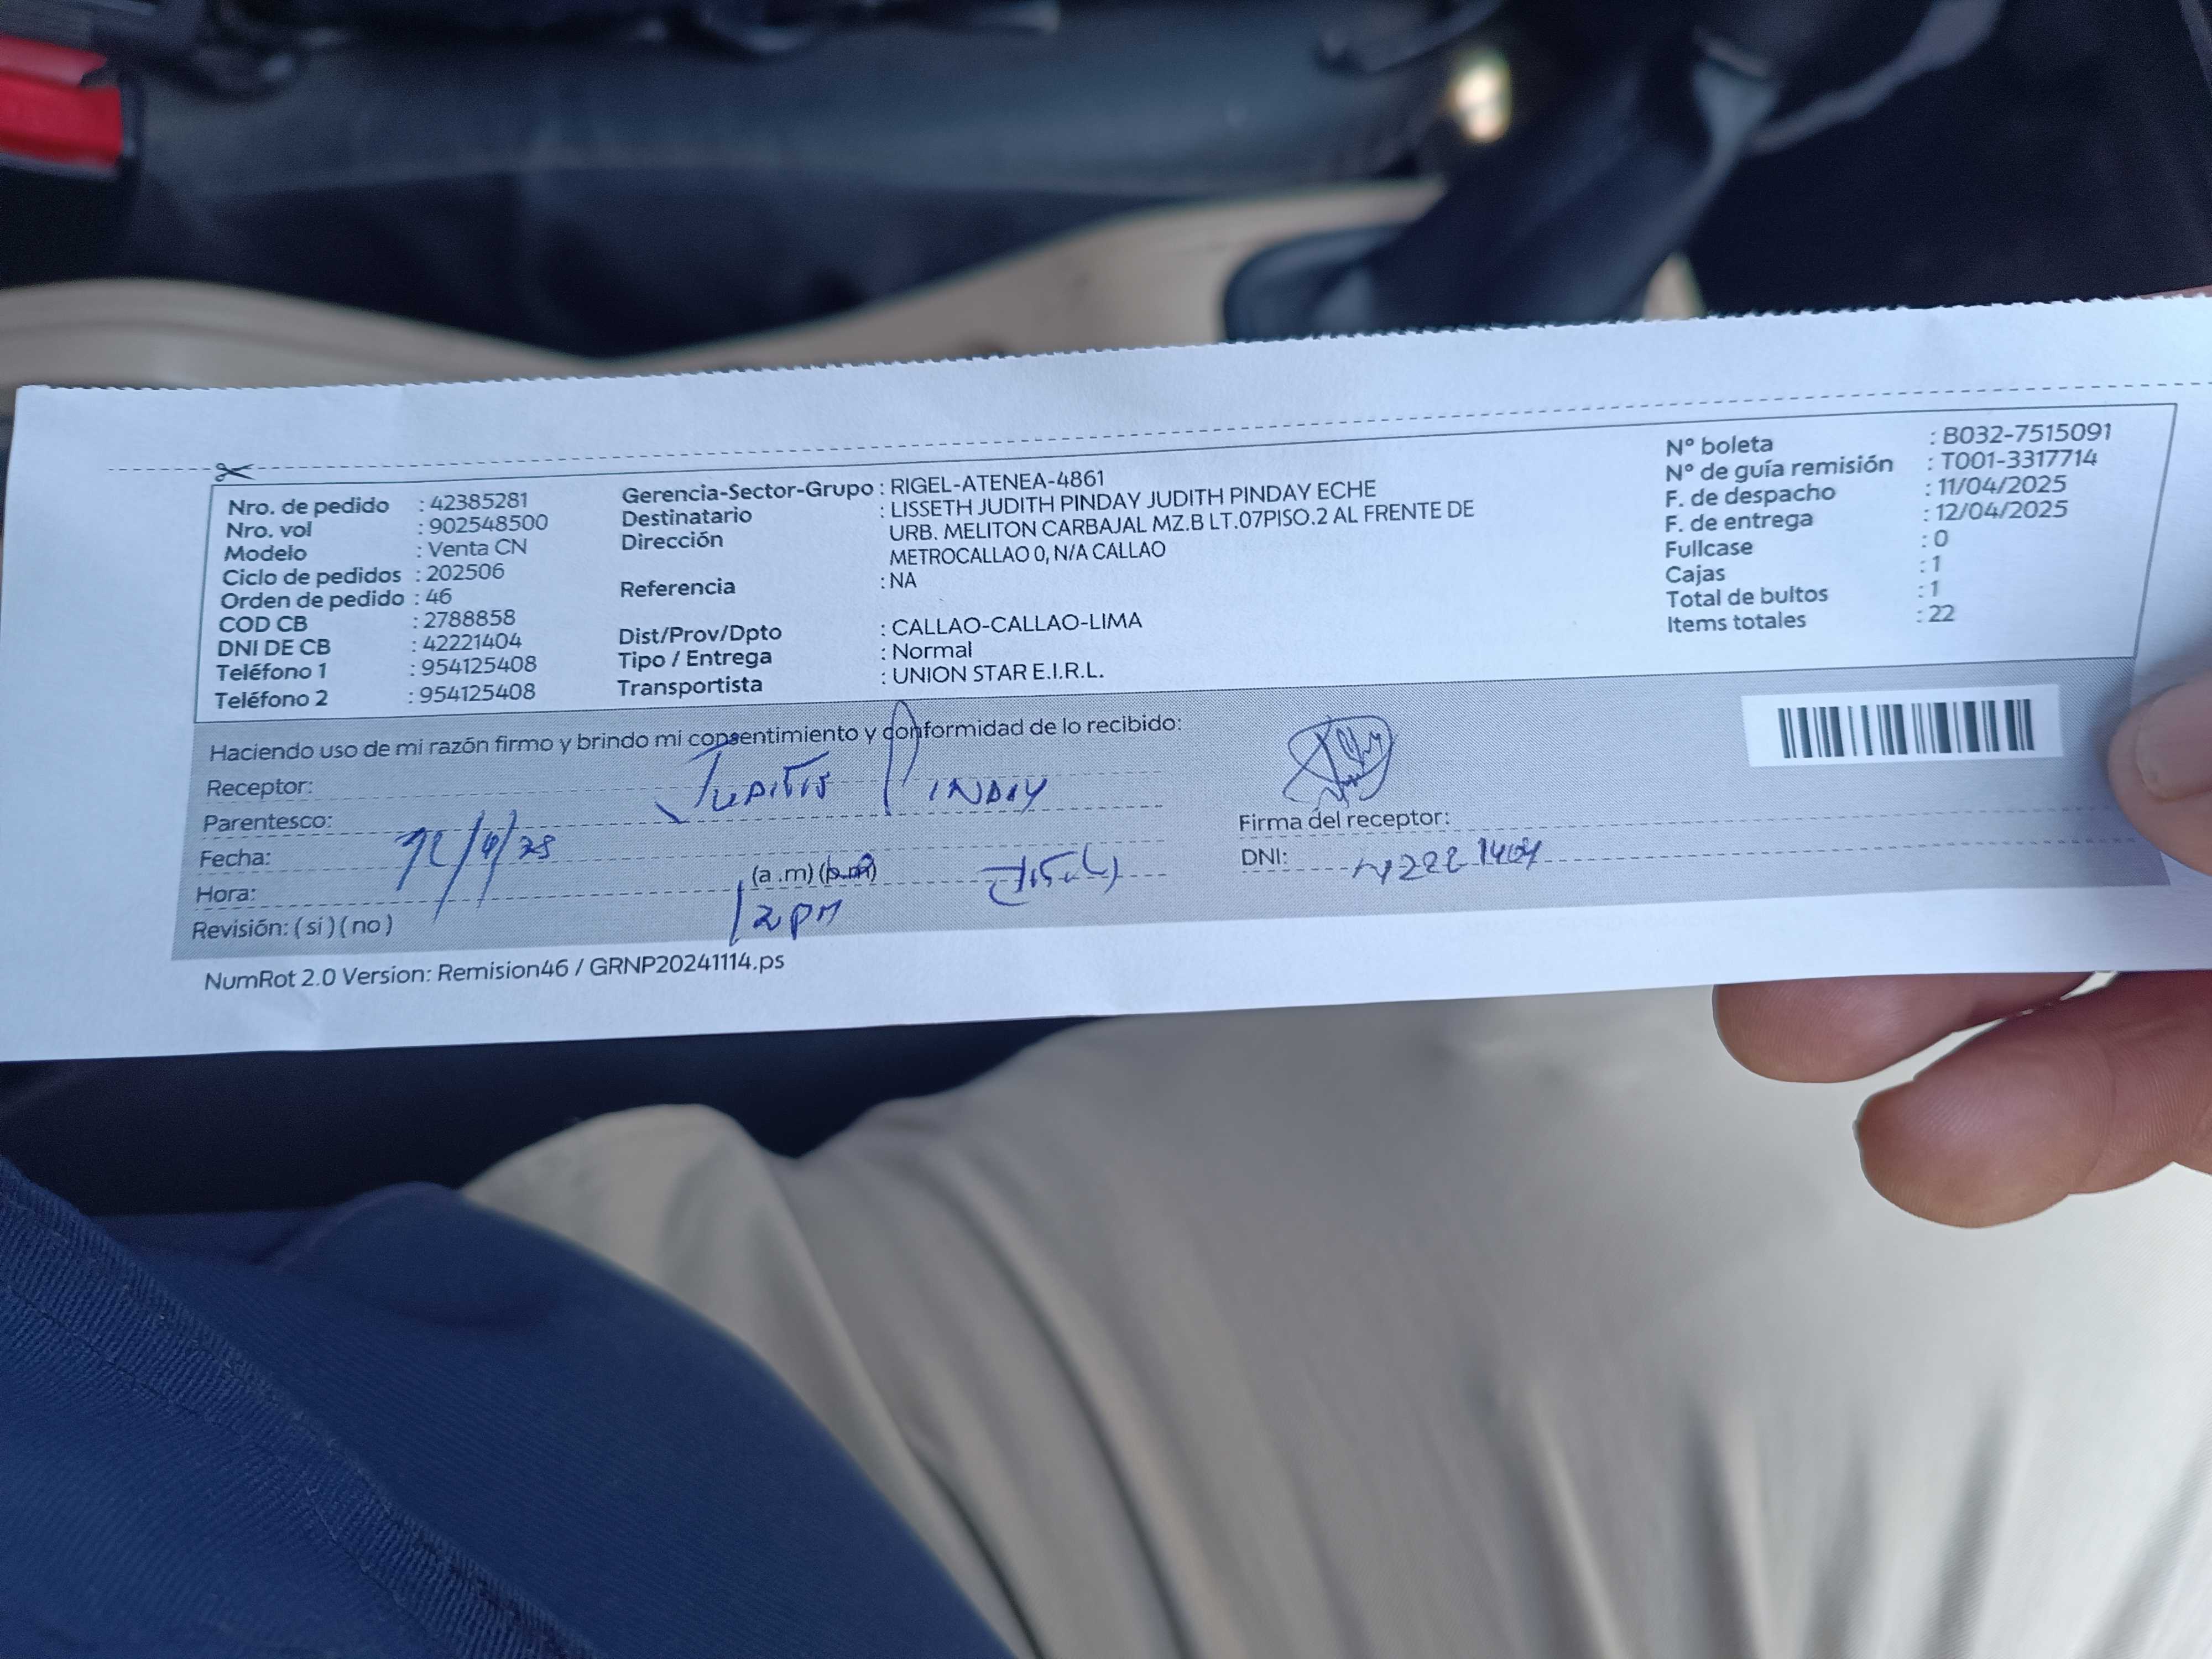 Nro. de pedido : 42385281
Nro. vol : 902548500
Modelo : Venta CN
Ciclo de pedidos : 202506
Orden de pedido : 46
COD CB : 2788858
DNI DE CB : 42221404
Teléfono 1 : 954125408
Teléfono 2 : 954125408
Gerencia-Sector-Grupo : RIGEL-ATENEA-4861
Destinatario : LISSETH JUDITH PINDAY JUDITH PINDAY ECHE
Dirección URB. MELITON CARBAJAL MZ.B LT.07PISO.2 AL FRENTE DE
METROCALLAO 0, N/A CALLAO
Referencia : NA
Dist/Prov/Dpto : CALLAO-CALLAO-LIMA
Tipo / Entrega : Normal
Transportista : UNION STAR E.I.R.L.
N° boleta : B032-7515091
N° de guía remisión : T001-3317714
F. de despacho : 11/04/2025
F. de entrega : 12/04/2025
Fullcase : 0
Cajas : 1
Total de bultos : 1
Items totales : 22
Haciendo uso de mi razón firmo y brindo mi consentimiento y conformidad de lo recibido:
Receptor: Judith PINDAY
Parentesco:
Fecha: 12/4/25
Hora: (a .m) (p.m)
12 pm
Revisión: ( si ) ( no )
Firma del receptor:
DNI: 42221404
NumRot 2.0 Version: Remision46 / GRNP20241114.ps